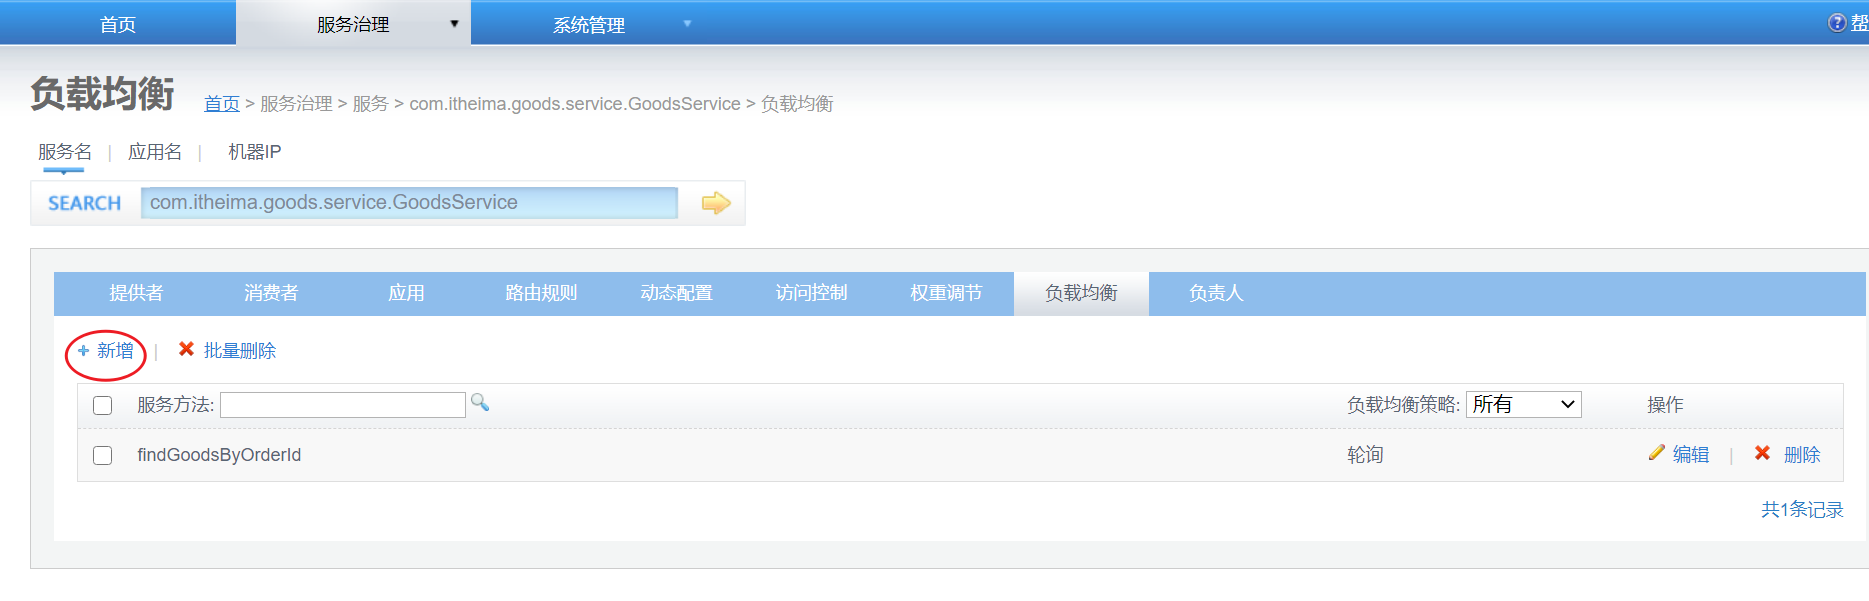 首页 服务治理 系统管理 帮
负载均衡 首页 > 服务治理 > 服务 > com.itheima.goods.service.GoodsService > 负载均衡
服务名 | 应用名 | 机器IP
SEARCH com.itheima.goods.service.GoodsService
提供者 消费者 应用 路由规则 动态配置 访问控制 权重调节 负载均衡 负责人
新增 | 批量删除
服务方法: 负载均衡策略: 所有 操作
findGoodsByOrderId 轮询 编辑 | 删除
共1条记录